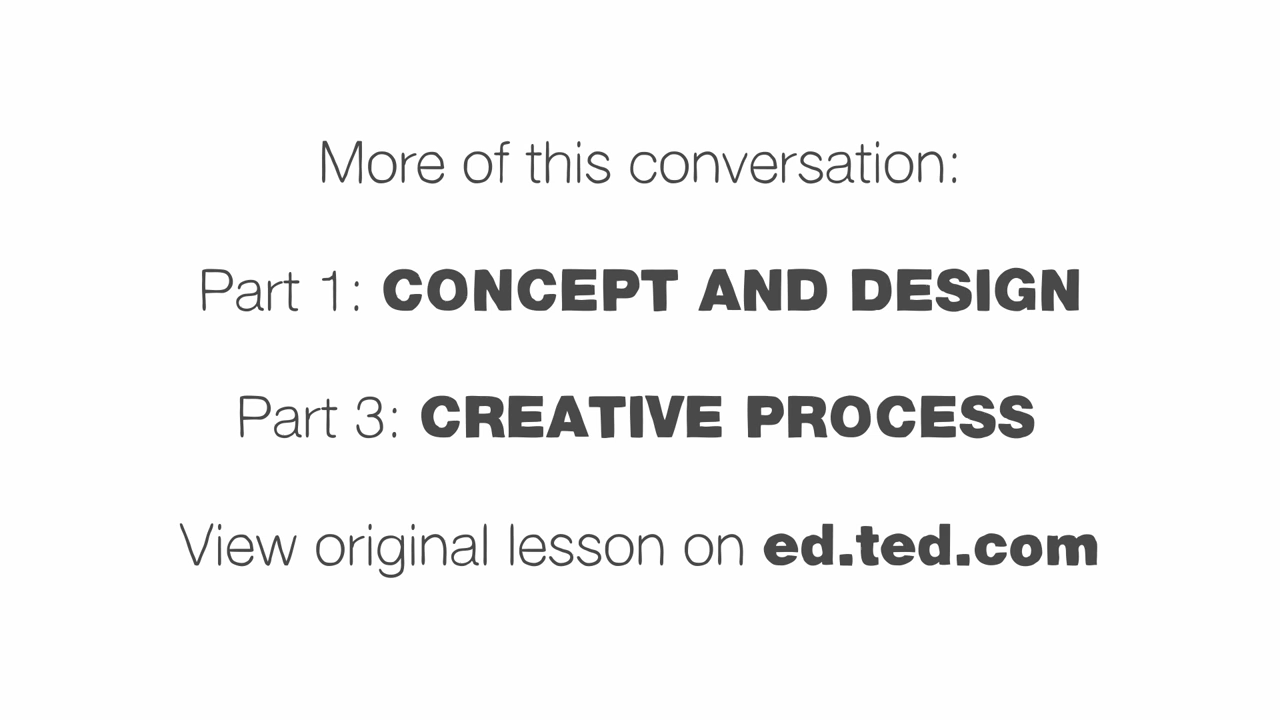 More of this conversation:
Part 1: CONCEPT AND DESIGN
Part 3: CREATIVE PROCESS
View original lesson on ed.ted.com